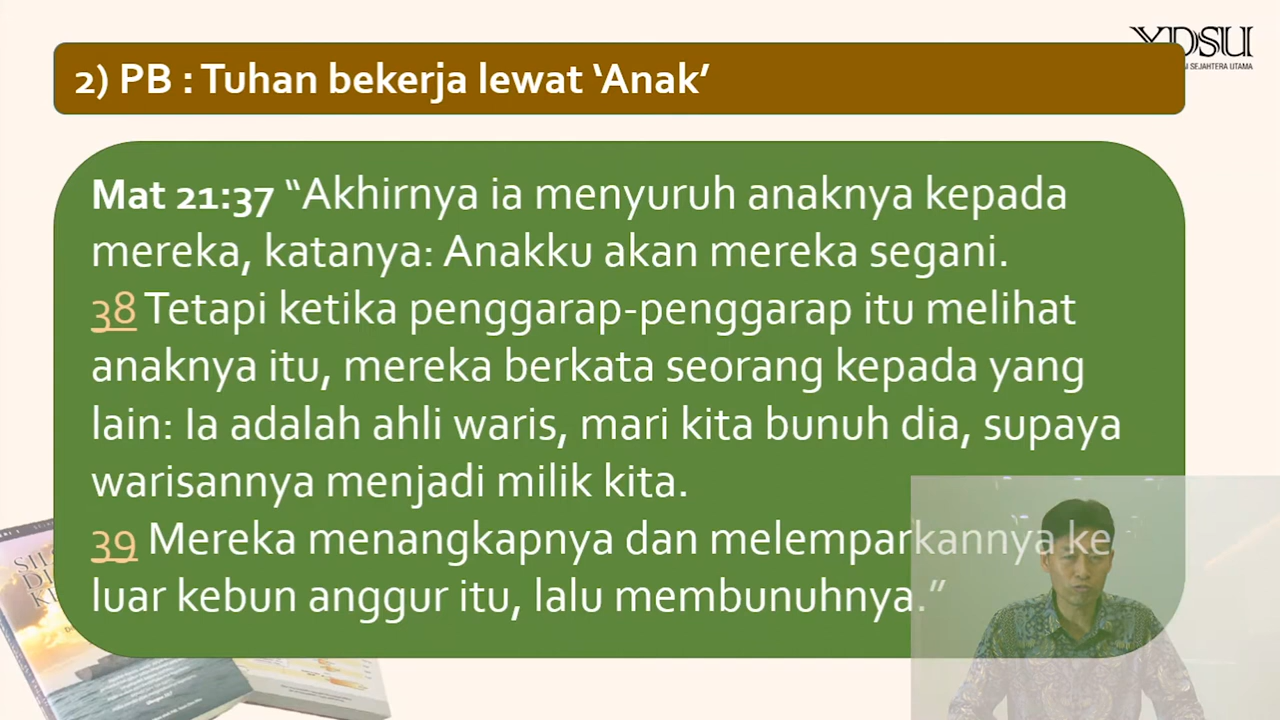 YDSU
SEJAHTERA UTAMA
2) PB : Tuhan bekerja lewat ‘Anak’
Mat 21:37 “Akhirnya ia menyuruh anaknya kepada
mereka, katanya: Anakku akan mereka segani.
38 Tetapi ketika penggarap-penggarap itu melihat
anaknya itu, mereka berkata seorang kepada yang
lain: Ia adalah ahli waris, mari kita bunuh dia, supaya
warisannya menjadi milik kita.
39 Mereka menangkapnya dan melemparkannya ke
luar kebun anggur itu, lalu membunuhnya.”